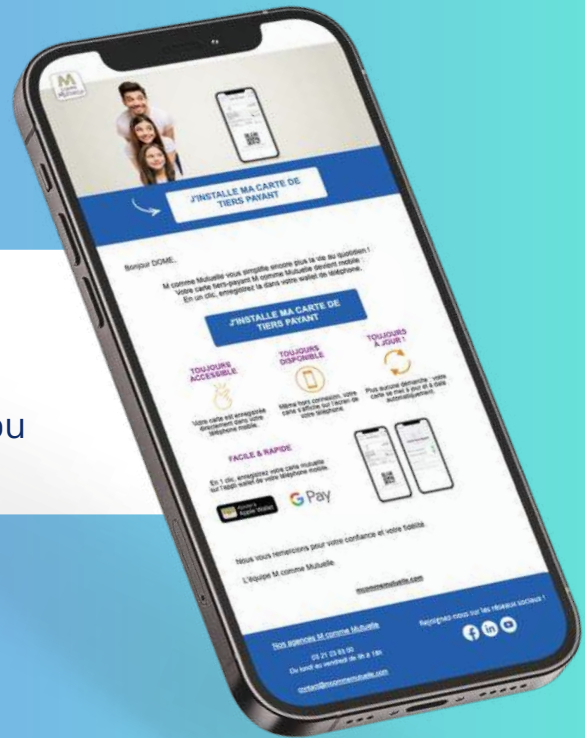 M
comme
Mutuelle
J'INSTALLE MA CARTE DE
TIERS PAYANT
Bonjour DOME,
M comme Mutuelle vous simplifie encore plus la vie au quotidien !
Votre carte tiers-payant M comme Mutuelle devient mobile :
En un clic, enregistrez la dans votre wallet de téléphone.
J'INSTALLE MA CARTE DE
TIERS PAYANT
TOUJOURS
ACCESSIBLE
Votre carte est enregistrée
directement dans votre
téléphone mobile.
TOUJOURS
DISPONIBLE
Même hors connexion, votre
carte s'affiche sur l'écran de
votre téléphone.
TOUJOURS
À JOUR !
Plus aucune démarche : votre
carte se met à jour et à date
automatiquement.
ou
FACILE & RAPIDE
En 1 clic, enregistrez votre carte mutuelle
sur l'appli wallet de votre téléphone mobile.
Apple Wallet
G Pay
Nous vous remercions pour votre confiance et votre fidélité.
L'équipe M comme Mutuelle.
mcommemutuelle.com
Nos agences M comme Mutuelle
03 21 23 83 00
Du lundi au vendredi de 9h à 18h
contact@mcommemutuelle.com
Rejoignez-nous sur les réseaux sociaux !